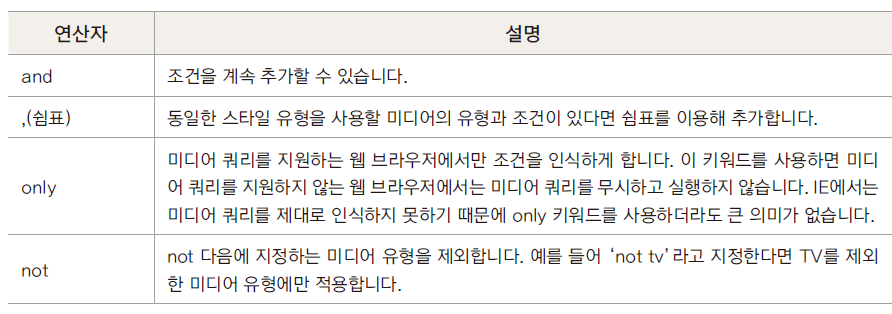 연산자 설명
and 조건을 계속 추가할 수 있습니다.
,(쉼표) 동일한 스타일 유형을 사용할 미디어의 유형과 조건이 있다면 쉼표를 이용해 추가합니다.
미디어 쿼리를 지원하는 웹 브라우저에서만 조건을 인식하게 합니다. 이 키워드를 사용하면 미디
only 어 쿼리를 지원하지 않는 웹 브라우저에서는 미디어 쿼리를 무시하고 실행하지 않습니다. IE에서는
미디어 쿼리를 제대로 인식하지 못하기 때문에 only 키워드를 사용하더라도 큰 의미가 없습니다.
not not 다음에 지정하는 미디어 유형을 제외합니다. 예를 들어 ‘not tv’라고 지정한다면 TV를 제외
한 미디어 유형에만 적용합니다.